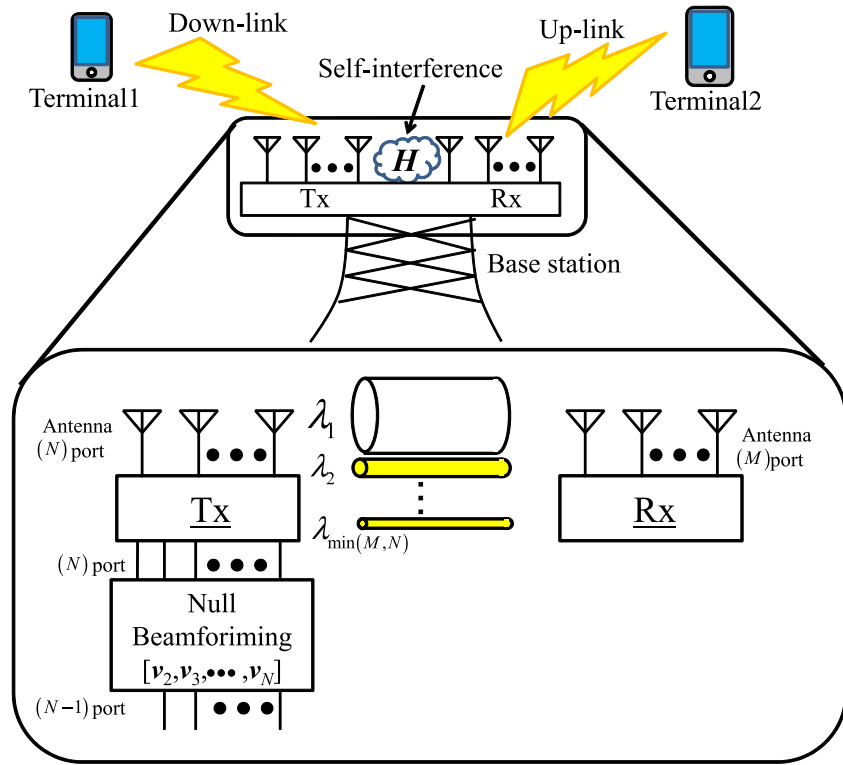 Down-link
Up-link
Self-interference
Terminal1
Terminal2
H
Tx
Rx
Base station
Antenna
(N) port
λ1
Antenna
(M) port
λ2
Tx
Rx
λmin(M,N)
(N) port
Null
Beamforiming
[v2,v3,••• ,vN]
(N−1) port